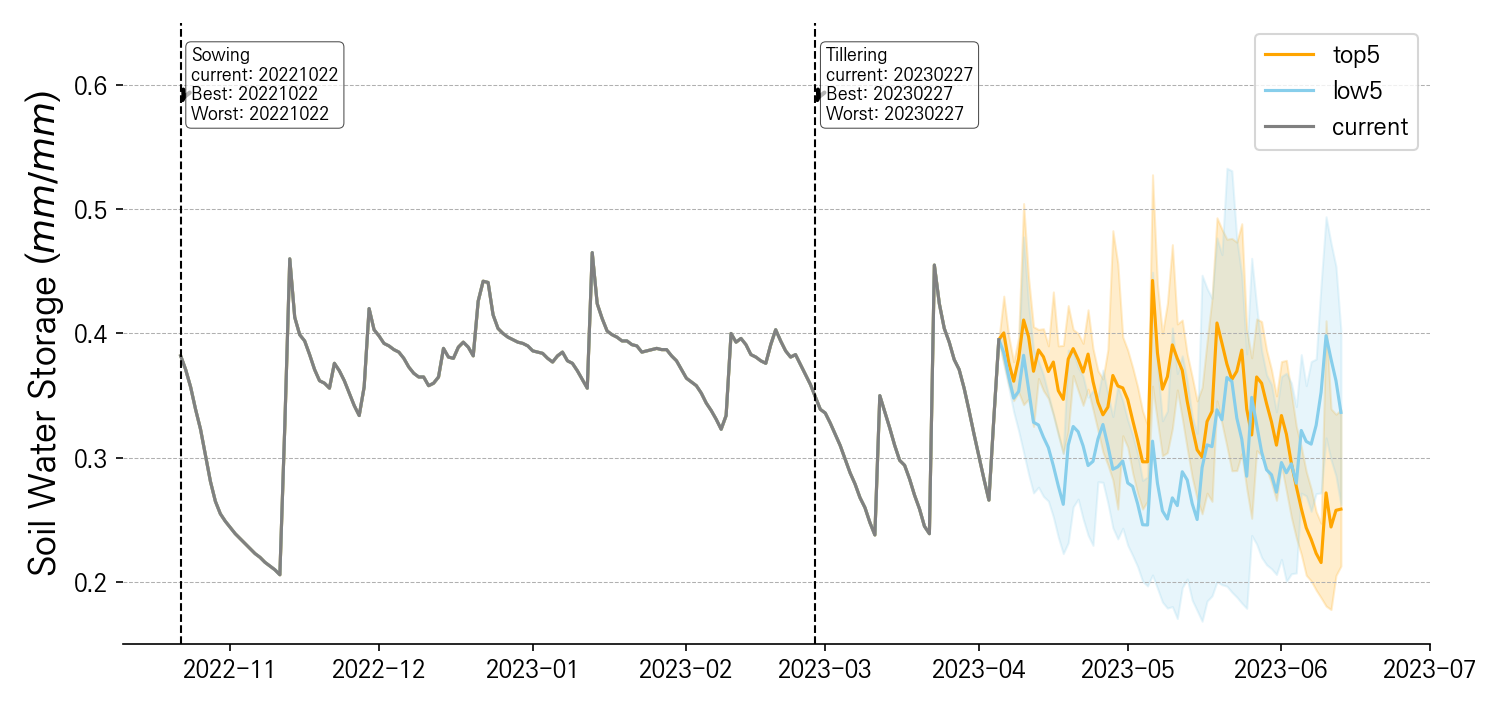 Sowing
current: 20221022
Best: 20221022
Worst: 20221022
Tillering
current: 20230227
Best: 20230227
Worst: 20230227
top5
low5
current
Soil Water Storage (mm/mm)
0.6
0.5
0.4
0.3
0.2
2022−11
2022−12
2023−01
2023−02
2023−03
2023−04
2023−05
2023−06
2023−07